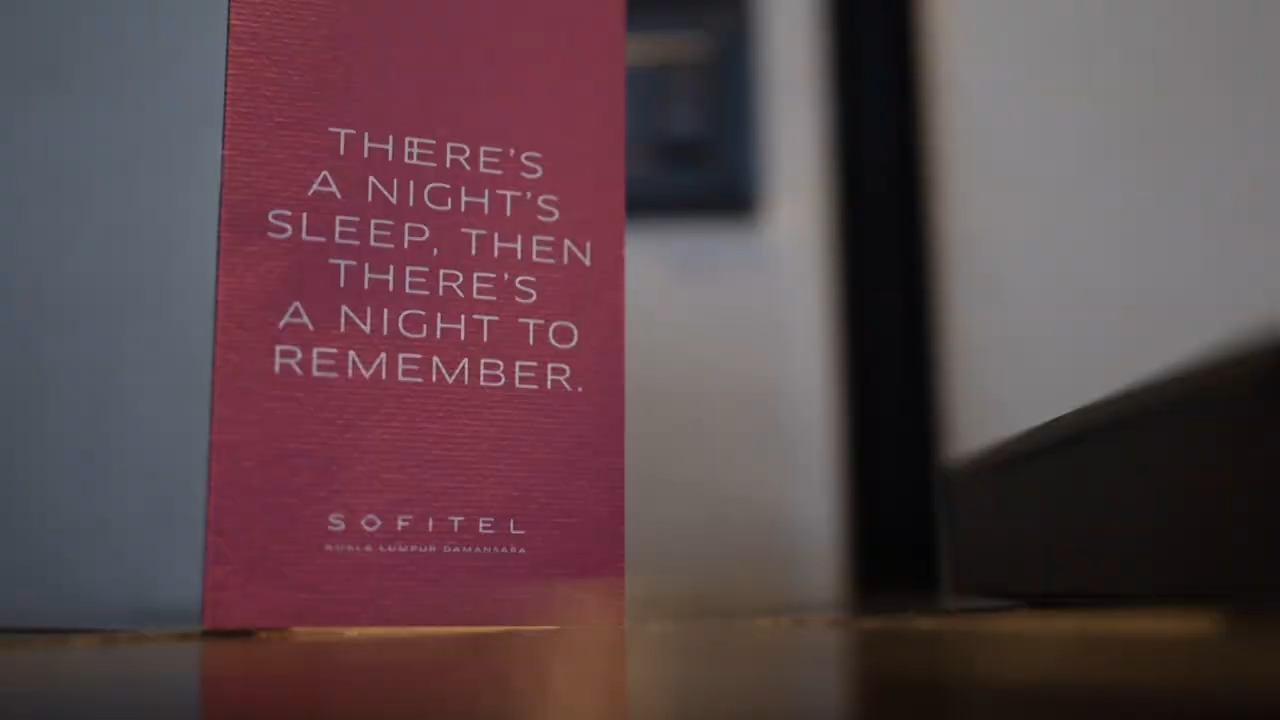 THERE'S
A NIGHT'S
SLEEP, THEN
THERE'S
A NIGHT TO
REMEMBER.
SOFITEL
KUALA LUMPUR DAMANSARA